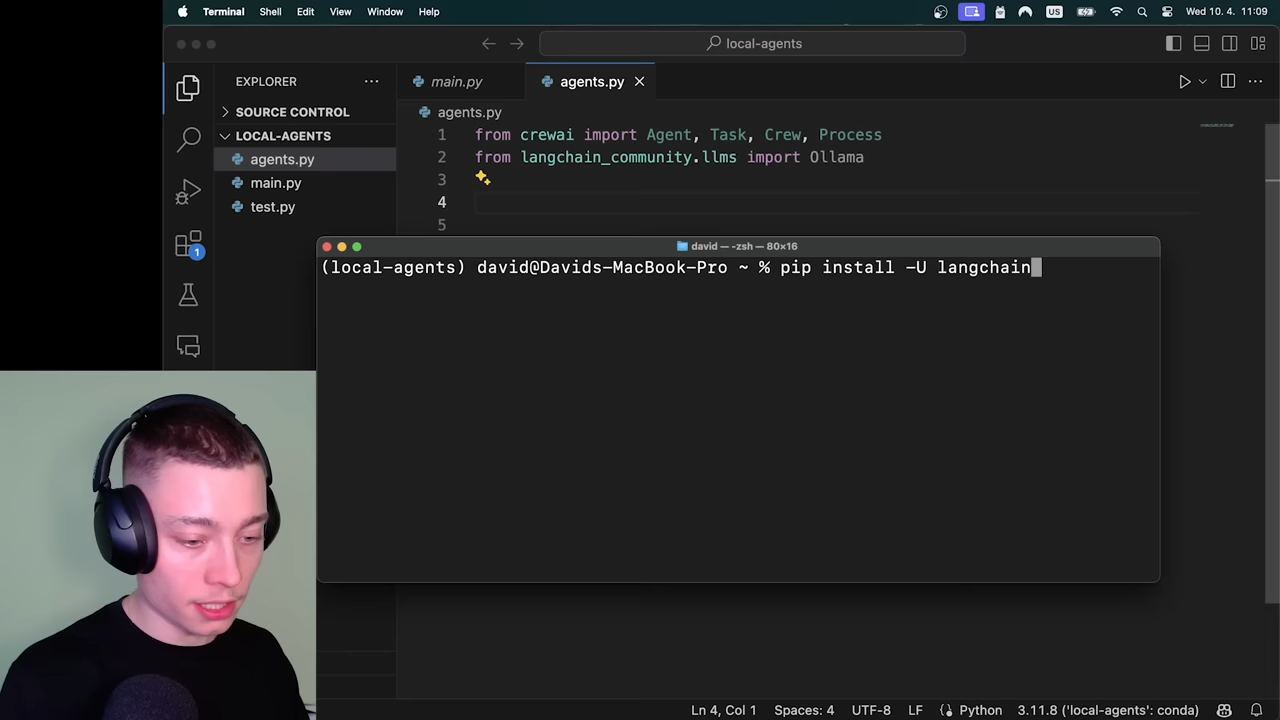 Terminal Shell Edit View Window Help US Wed 10. 4. 11:09
local-agents
EXPLORER
main.py agents.py
SOURCE CONTROL
agents.py
LOCAL-AGENTS
agents.py
main.py
test.py
1
1 from crewai import Agent, Task, Crew, Process
2 from langchain_community.llms import Ollama
3
4
5
david — -zsh — 80×16
(local-agents) david@Davids-MacBook-Pro ~ % pip install -U langchain
Ln 4, Col 1 Spaces: 4 UTF-8 LF Python 3.11.8 ('local-agents': conda)